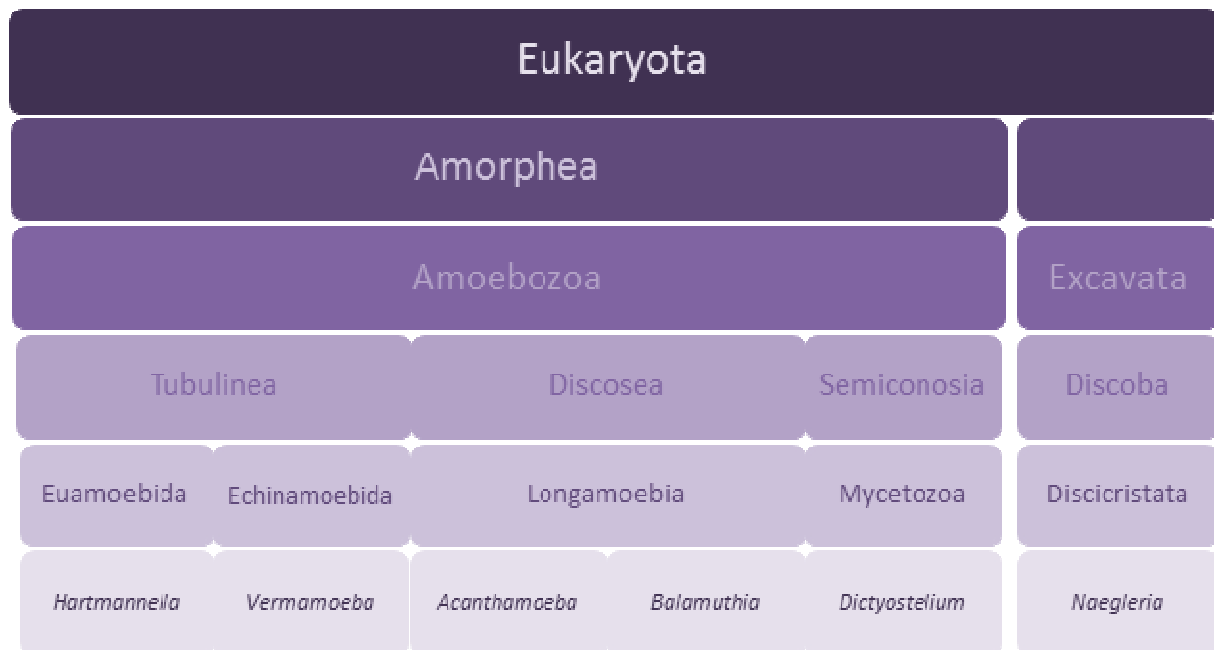 Eukaryota
Amorphea
Amoebozoa
Excavata
Tubulinea
Discosea
Semiconosia
Discoba
Euamoebida
Echinamoebida
Longamoebia
Mycetozoa
Discicristata
Hartmannella
Vermamoeba
Acanthamoeba
Balamuthia
Dictyostelium
Naegleria